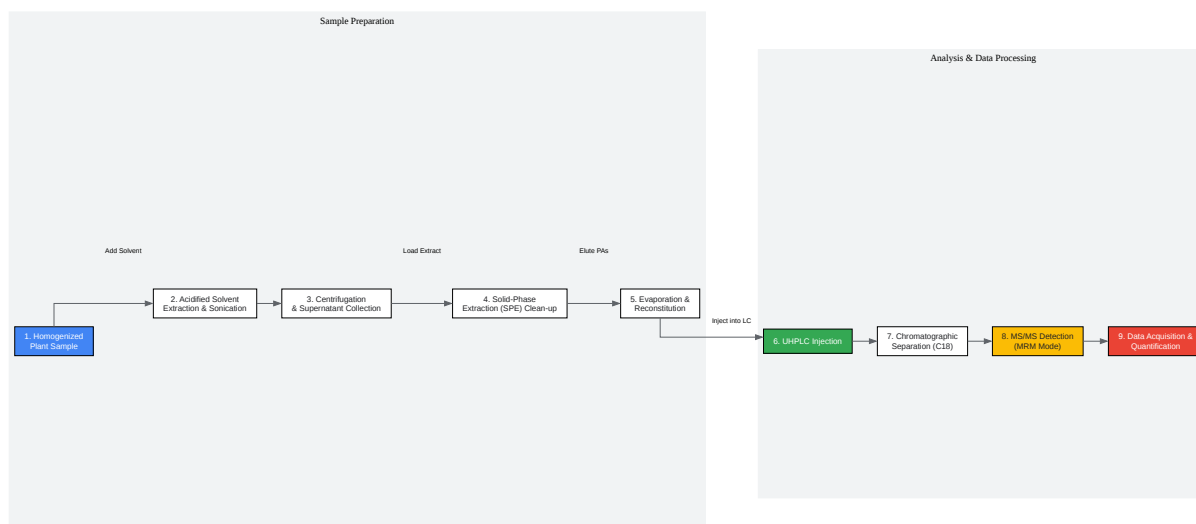 Sample Preparation
Analysis & Data Processing
Add Solvent
Load Extract
Elute PAs
Inject into LC
1. Homogenized
Plant Sample
2. Acidified Solvent
Extraction & Sonication
3. Centrifugation
& Supernatant Collection
4. Solid-Phase
Extraction (SPE) Clean-up
5. Evaporation &
Reconstitution
6. UHPLC Injection
7. Chromatographic
Separation (C18)
8. MS/MS Detection
(MRM Mode)
9. Data Acquisition &
Quantification